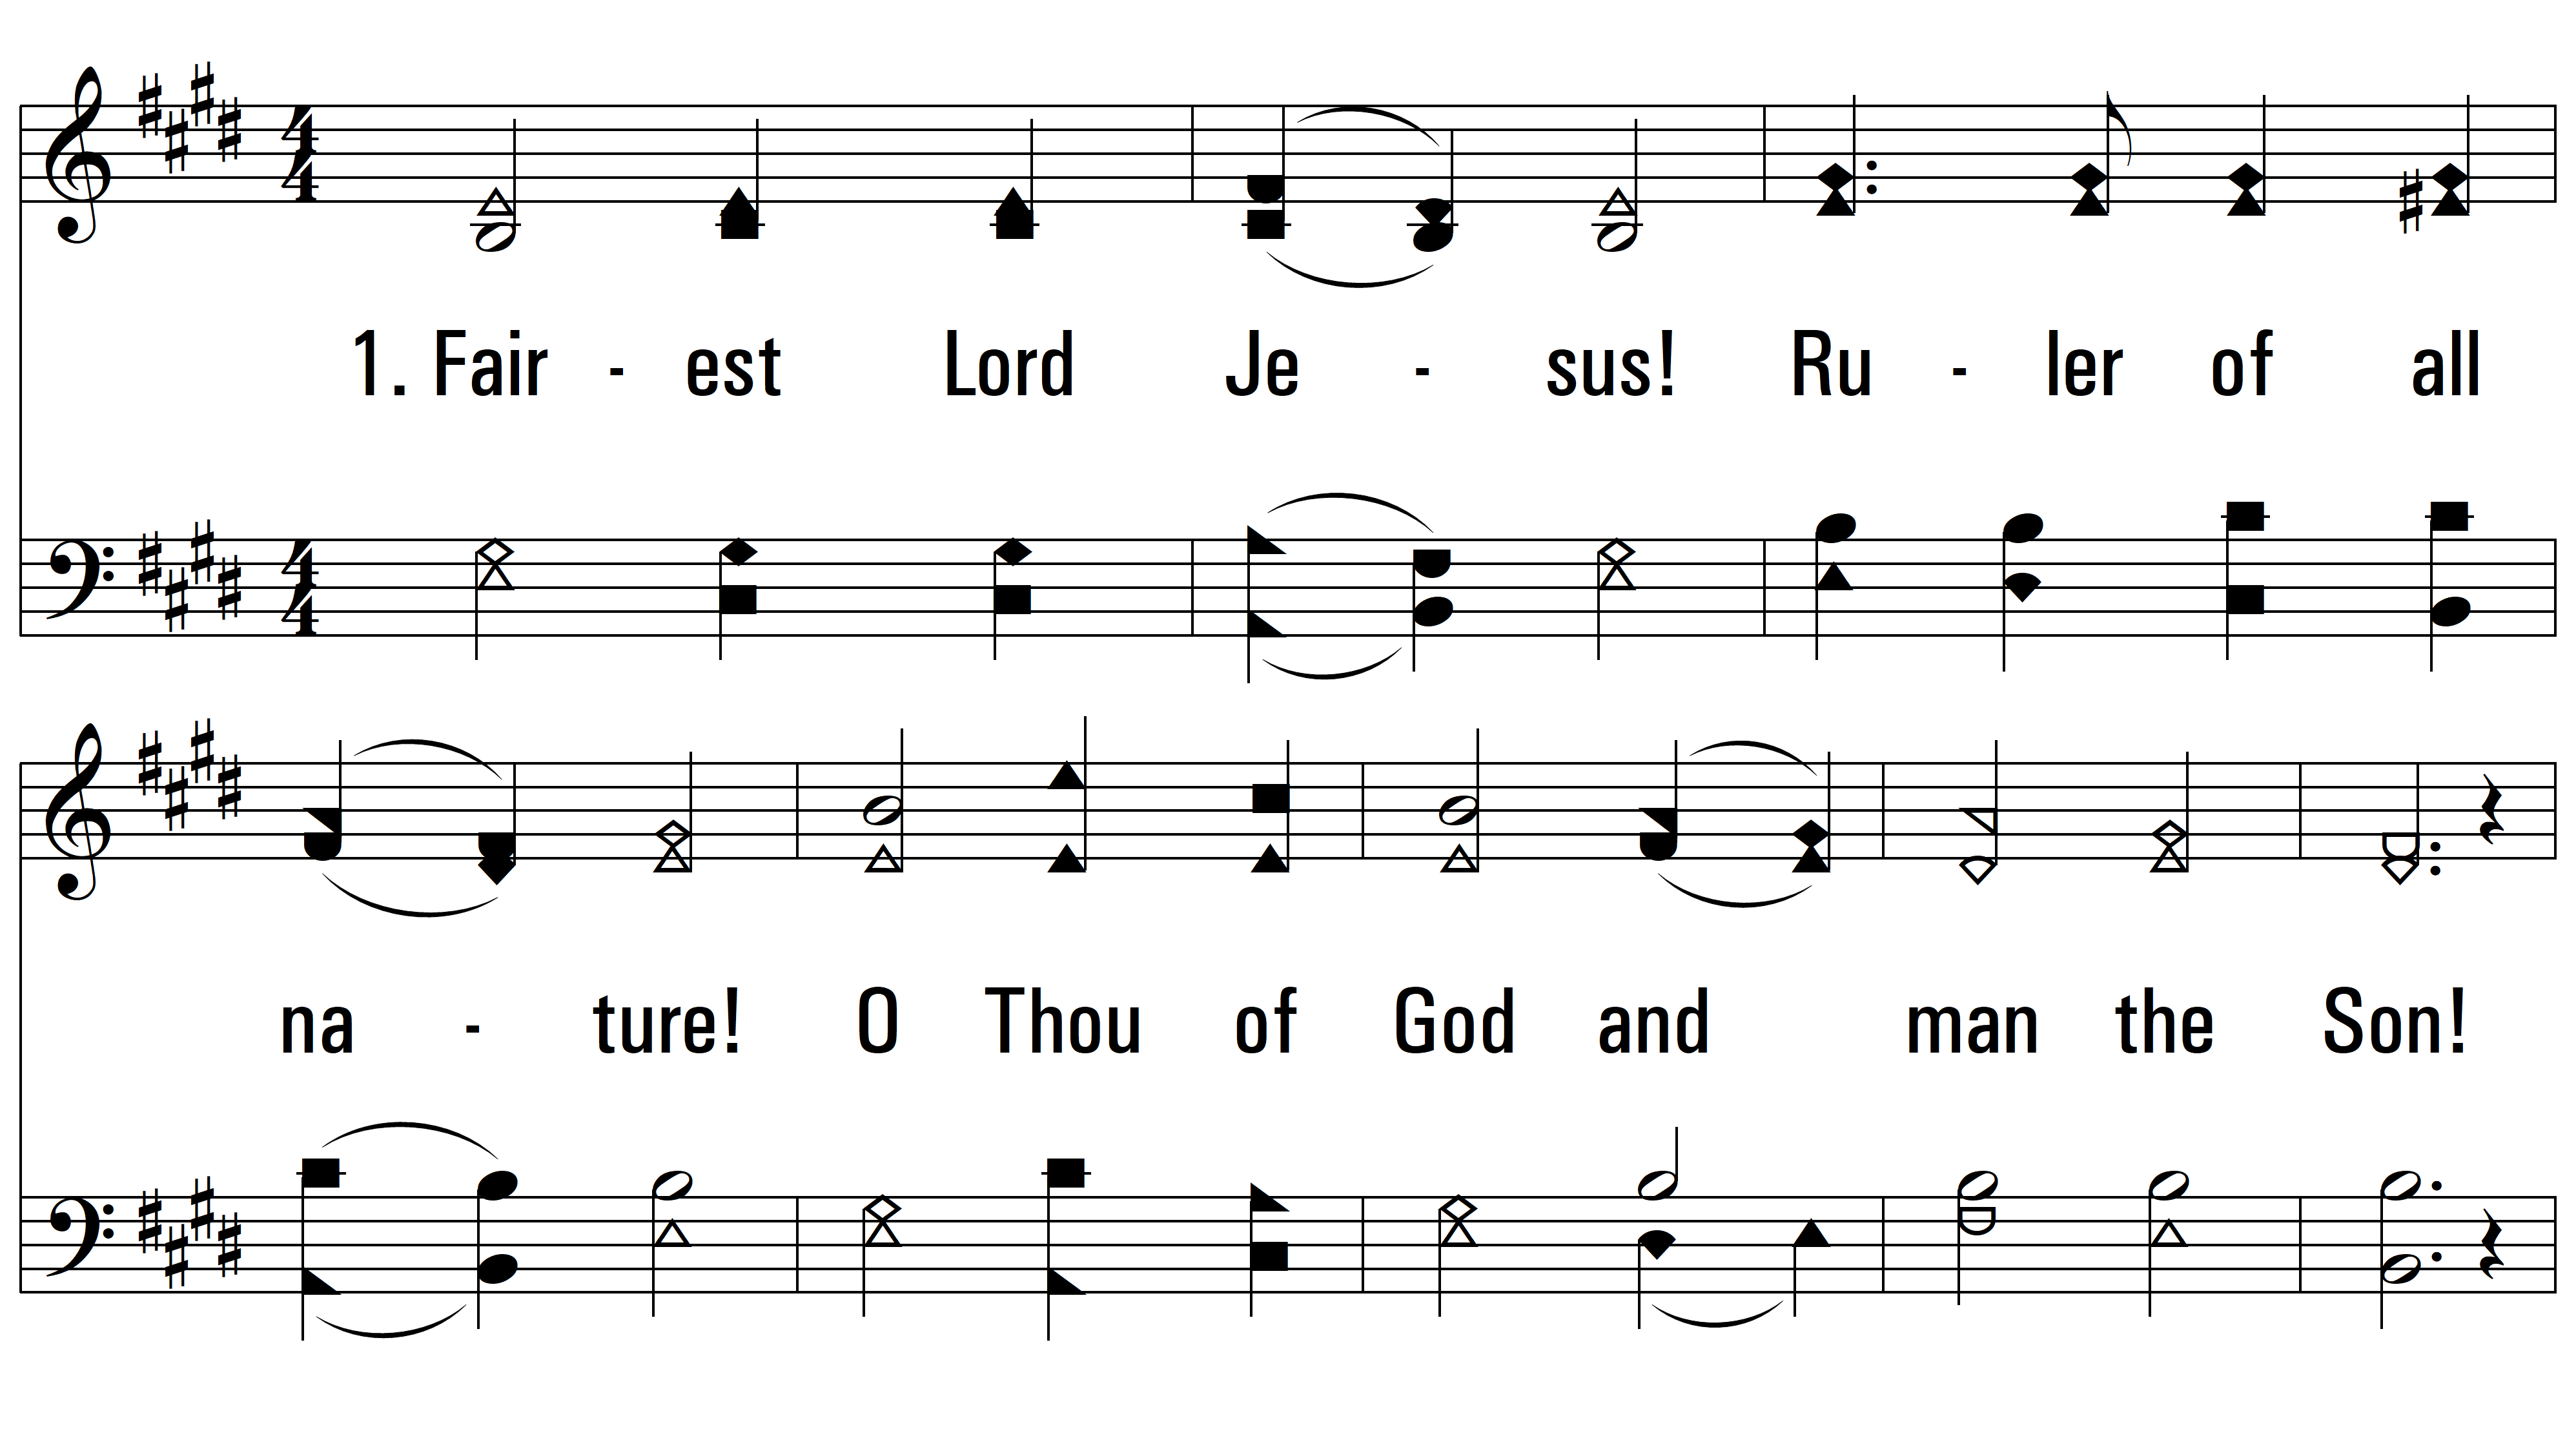 1. Fair - est Lord Je - sus! Ru - ler of all
na - ture! O Thou of God and man the Son!